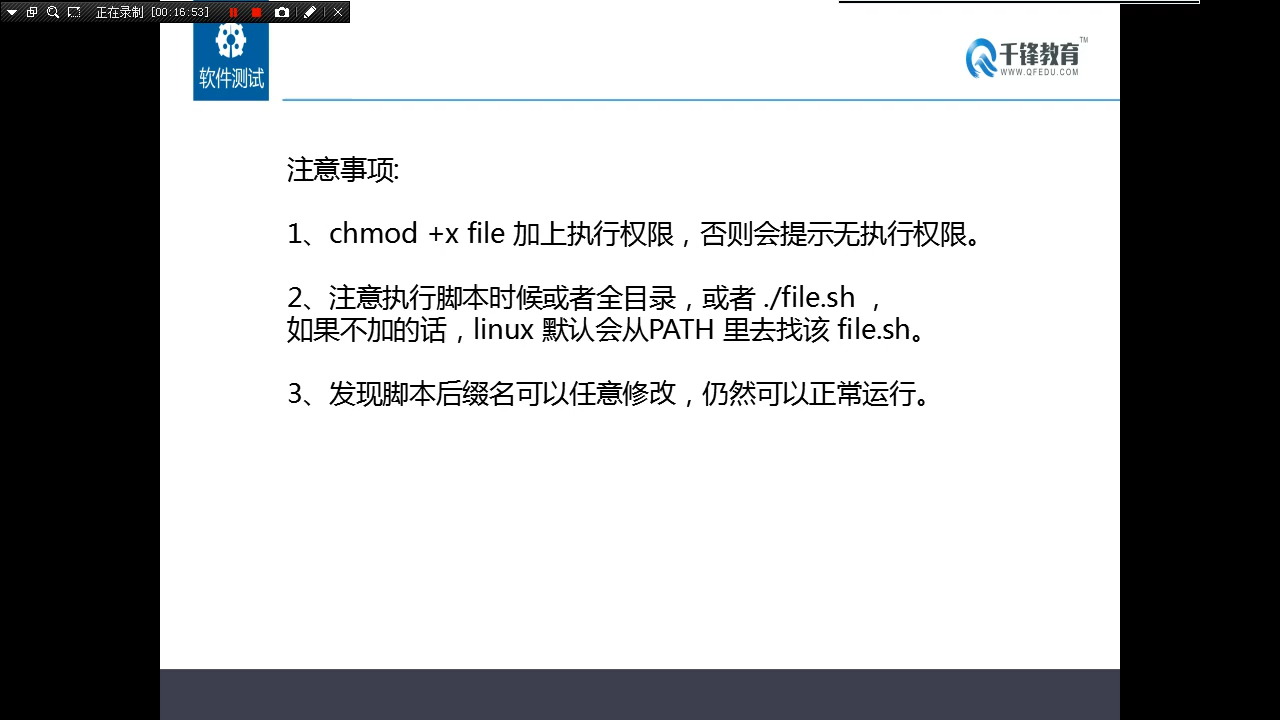 正在录制 [00:16:53]
软件测试
千锋教育 TM
WWW.QFEDU.COM
注意事项:
1、chmod +x file 加上执行权限，否则会提示无执行权限。
2、注意执行脚本时候或者全目录，或者 ./file.sh ，
如果不加的话，linux 默认会从PATH 里去找该 file.sh。
3、发现脚本后缀名可以任意修改，仍然可以正常运行。